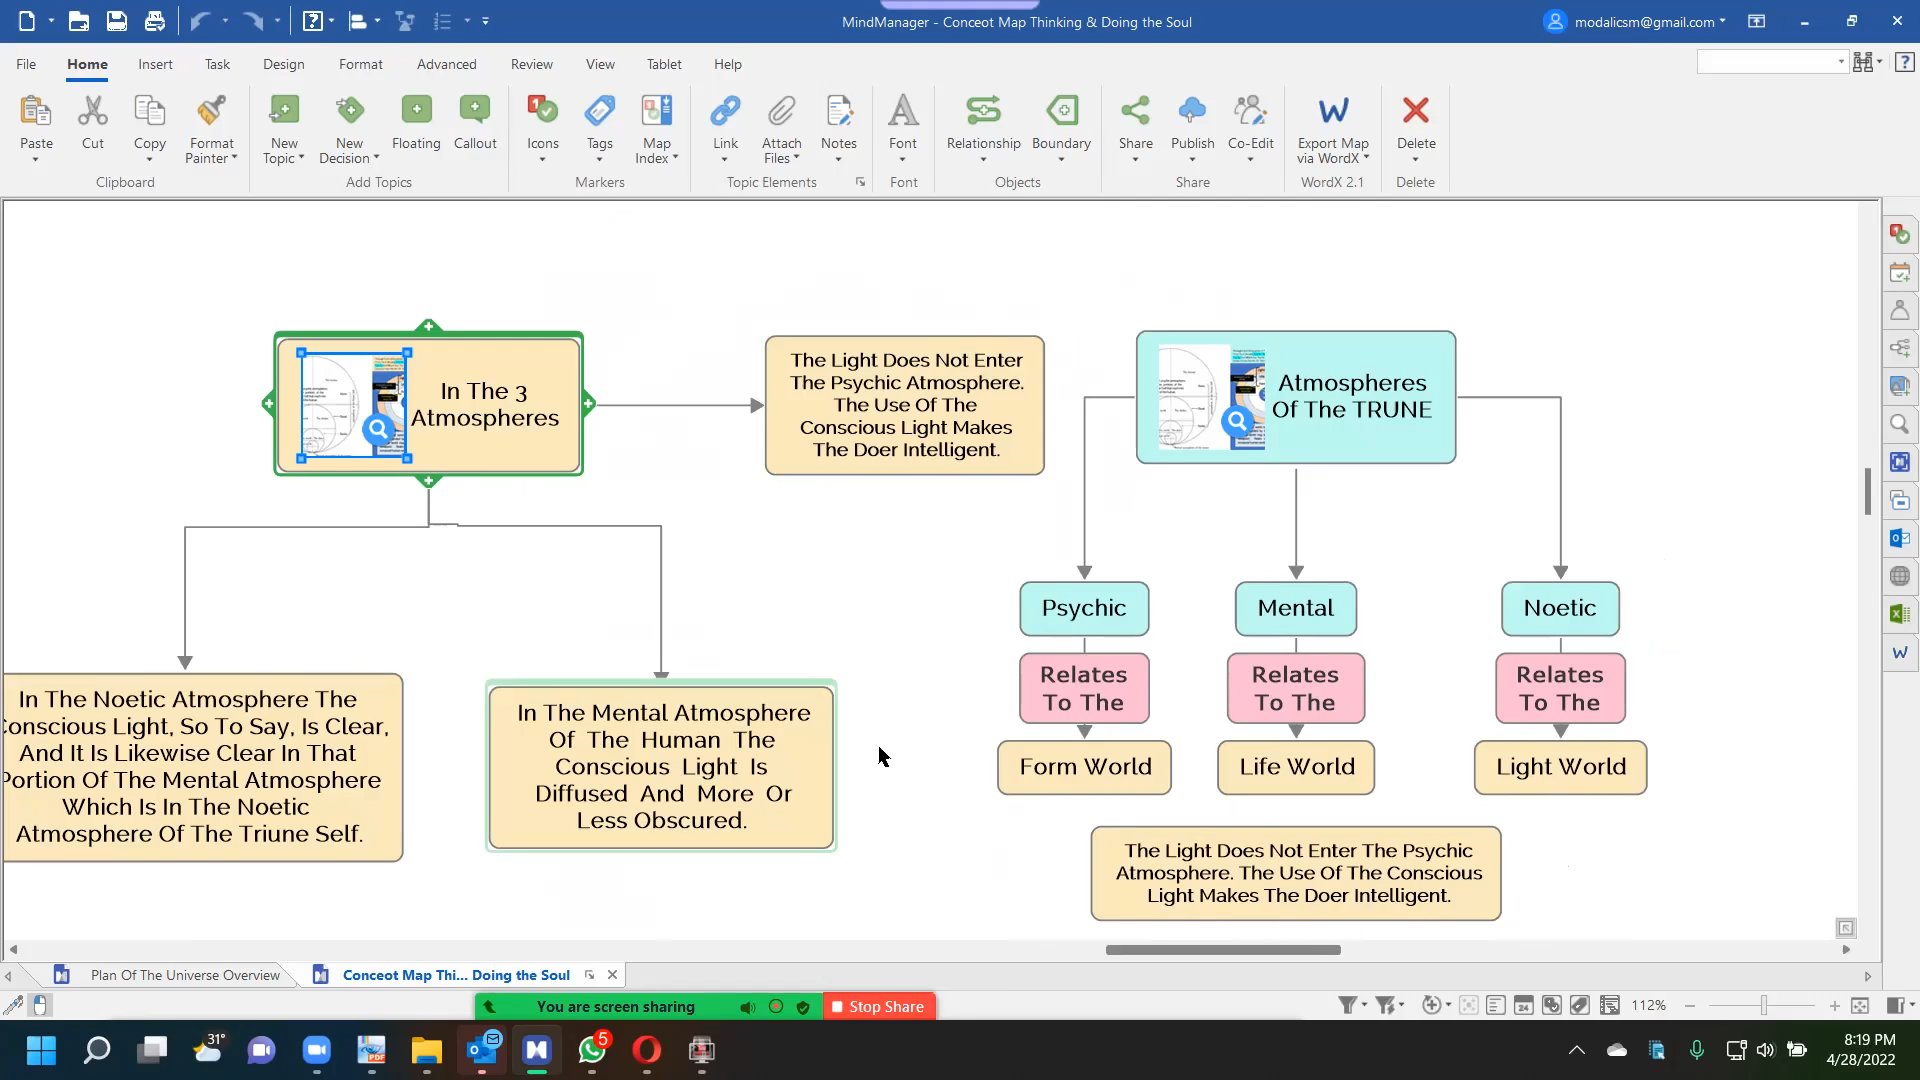 MindManager - Conceot Map Thinking & Doing the Soul
modalicsm@gmail.com
File Home Insert Task Design Format Advanced Review View Tablet Help
Paste
Cut
Copy
Format
Painter
Clipboard
New
Topic
New
Decision
Floating
Callout
Add Topics
Icons
Tags
Map
Index
Markers
Link
Attach
Files
Notes
Topic Elements
Font
Font
Relationship
Boundary
Objects
Share
Publish
Co-Edit
Share
Export Map
via WordX
WordX 2.1
Delete
Delete
In The 3
Atmospheres
The Light Does Not Enter
The Psychic Atmosphere.
The Use Of The
Conscious Light Makes
The Doer Intelligent.
Atmospheres
Of The TRUNE
Psychic
Mental
Noetic
Relates
To The
Relates
To The
Relates
To The
Form World
Life World
Light World
In The Noetic Atmosphere The
onscious Light, So To Say, Is Clear,
And It Is Likewise Clear In That
Portion Of The Mental Atmosphere
Which Is In The Noetic
Atmosphere Of The Triune Self.
In The Mental Atmosphere
Of The Human The
Conscious Light Is
Diffused And More Or
Less Obscured.
The Light Does Not Enter The Psychic
Atmosphere. The Use Of The Conscious
Light Makes The Doer Intelligent.
Plan Of The Universe Overview
Conceot Map Thi... Doing the Soul
You are screen sharing
Stop Share
112%
31°
5
8:19 PM
4/28/2022